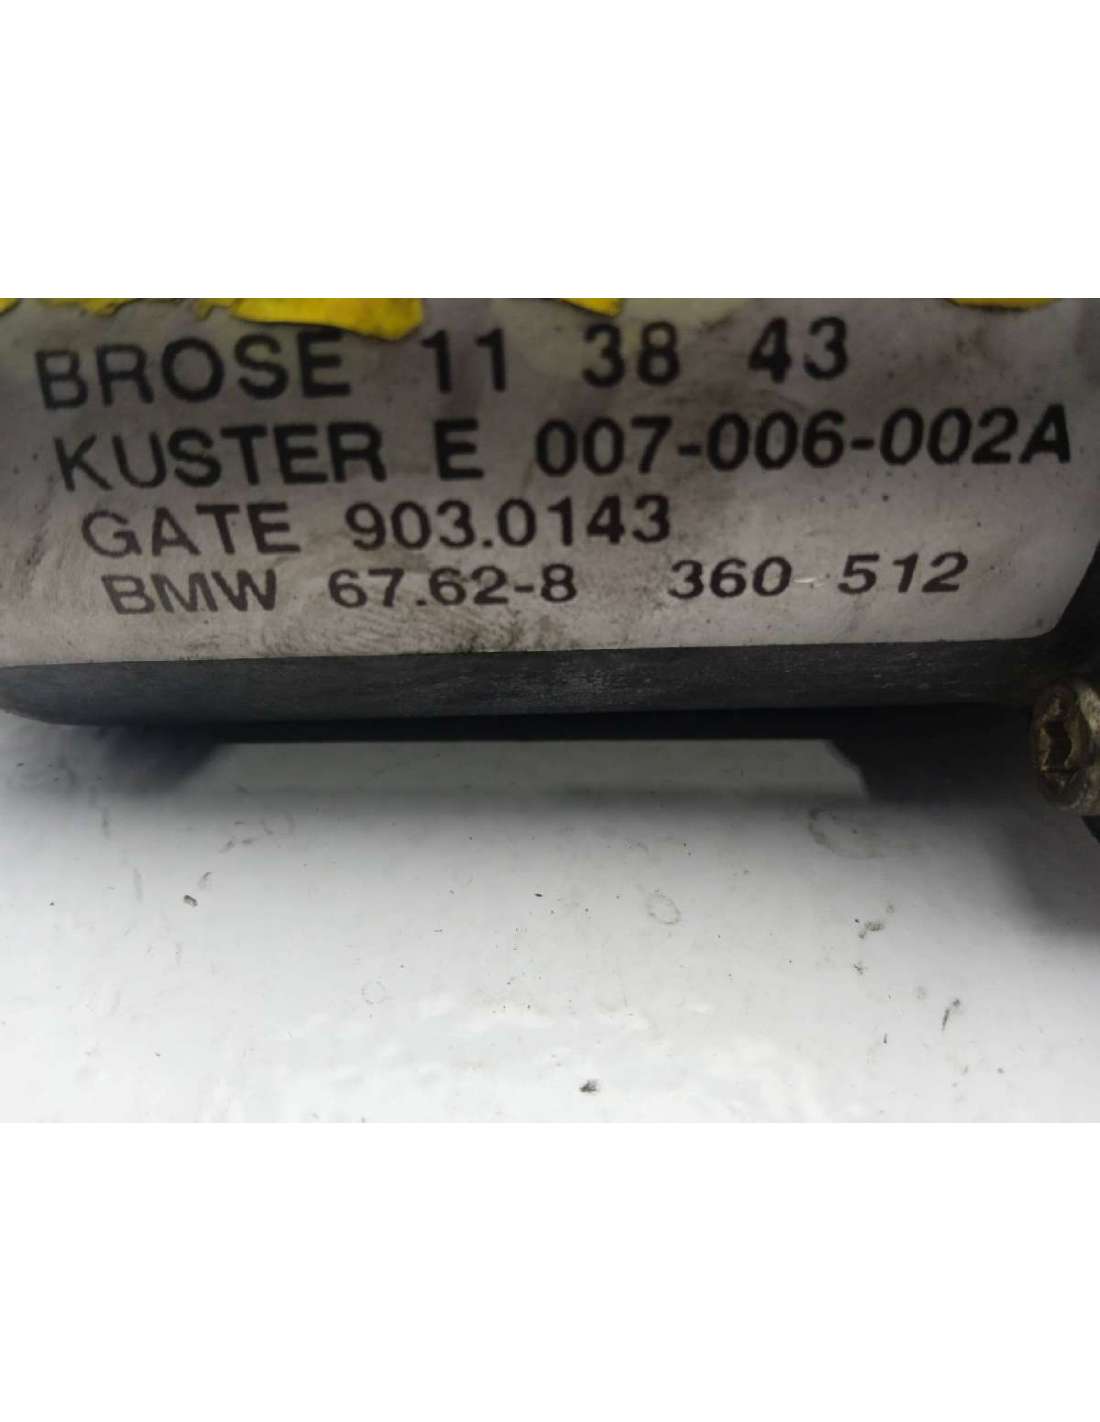 BROSE 11 38 43
KUSTER E 007-006-002A
GATE 903.0143
BMW 67.62-8 360 512